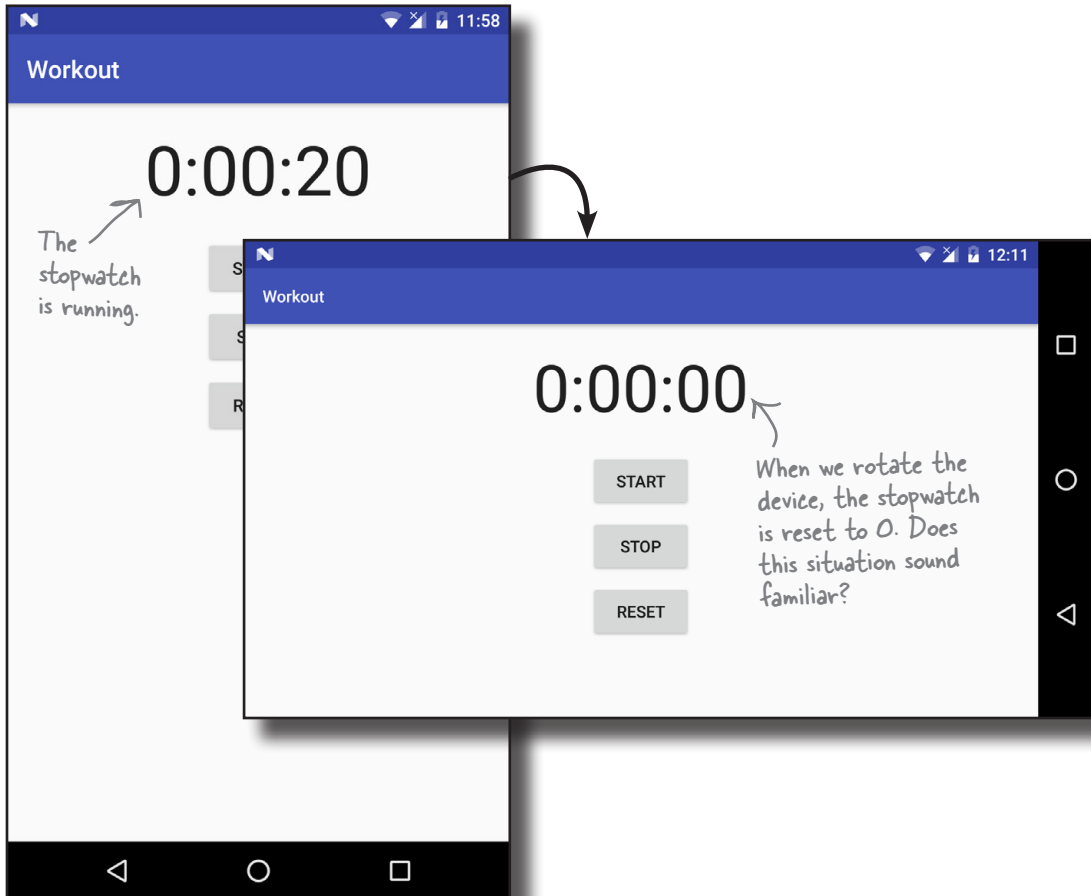 11:58
Workout
0:00:20
The
stopwatch
is running.
S
S
R
12:11
Workout
0:00:00
START
STOP
RESET
When we rotate the
device, the stopwatch
is reset to 0. Does
this situation sound
familiar?